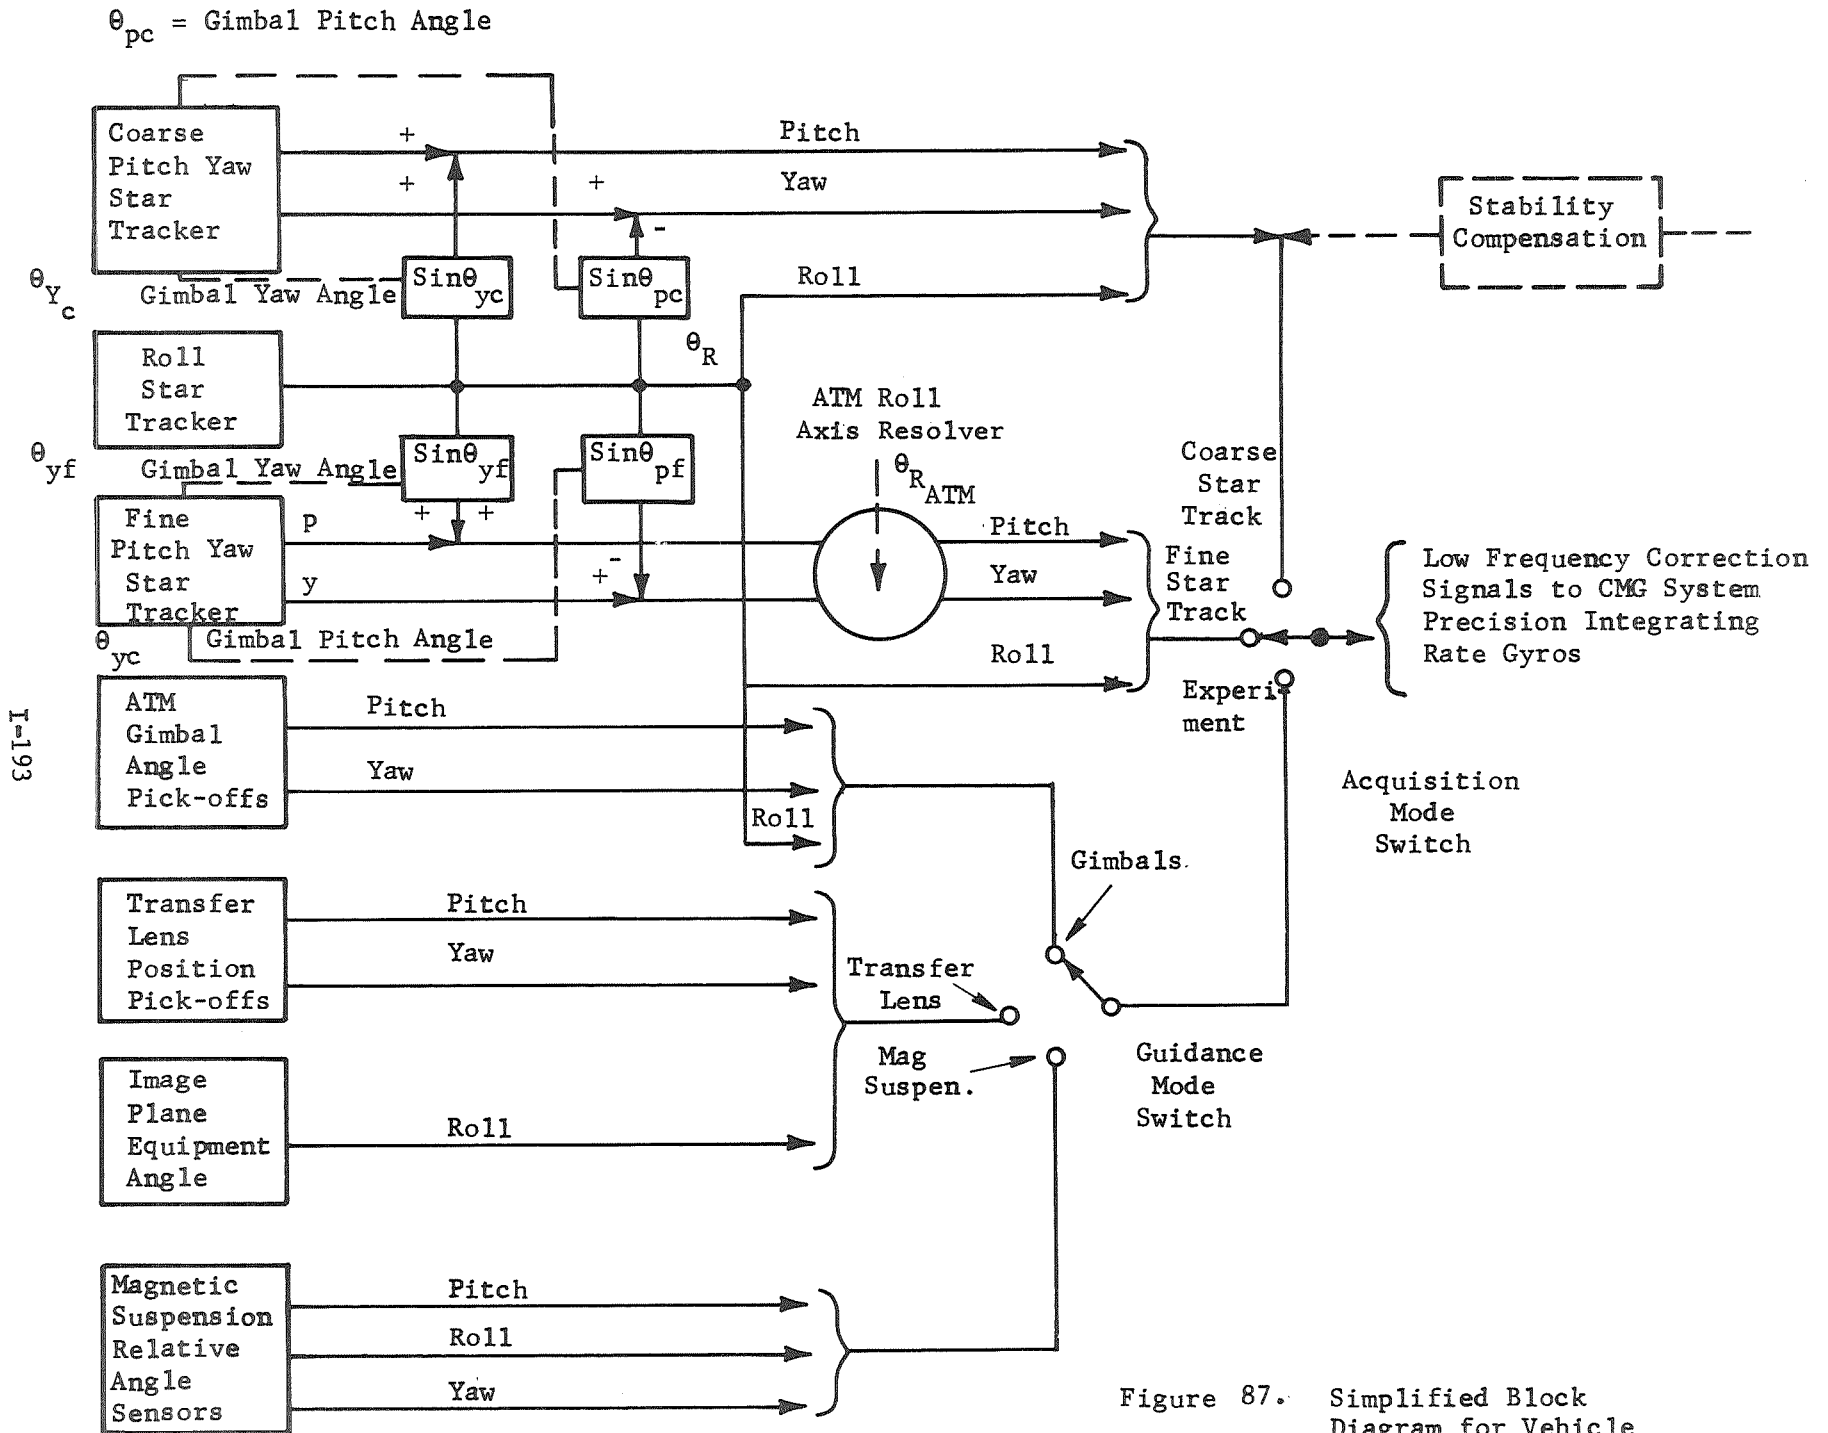 θpc = Gimbal Pitch Angle
Coarse
Pitch Yaw
Star
Tracker
+
+
+
-
Pitch
Yaw
Roll
Stability
Compensation
θYc
Gimbal Yaw Angle
Sinθyc
Sinθpc
Roll
Star
Tracker
θR
ATM Roll
Axis Resolver
θRATM
θyf
Gimbal Yaw Angle
Sinθyf
Sinθpf
Fine
Pitch Yaw
Star
Tracker
p
y
+ +
-
+
Pitch
Yaw
Roll
Fine
Star
Track
Coarse
Star
Track
Experi
ment
Low Frequency Correction
Signals to CMG System
Precision Integrating
Rate Gyros
θyc
Gimbal Pitch Angle
ATM
Gimbal
Angle
Pick-offs
Pitch
Yaw
Roll
Acquisition
Mode
Switch
Gimbals
Transfer
Lens
Position
Pick-offs
Pitch
Yaw
Transfer
Lens
Mag
Suspen.
Guidance
Mode
Switch
Image
Plane
Equipment
Angle
Roll
Magnetic
Suspension
Relative
Angle
Sensors
Pitch
Roll
Yaw
I-193
Figure 87. Simplified Block
Diagram for Vehicle